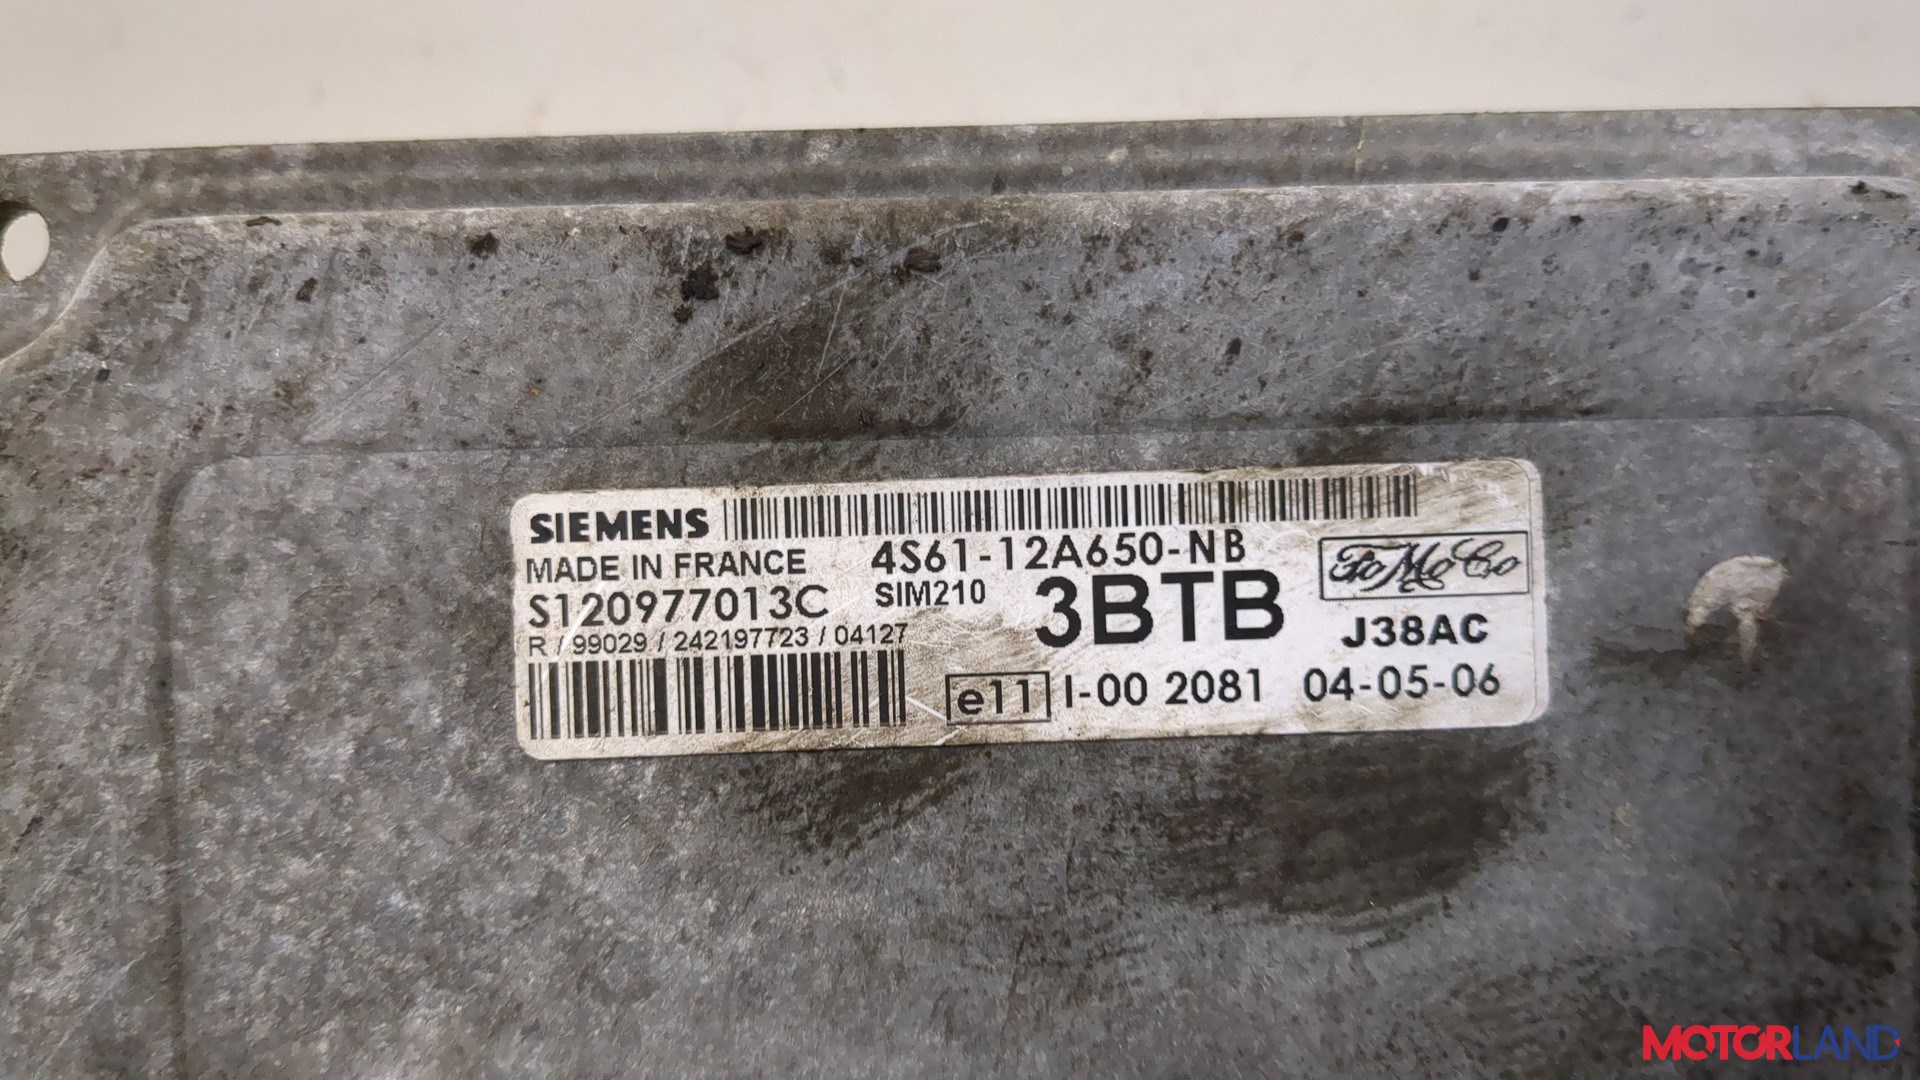 SIEMENS
MADE IN FRANCE
4S61-12A650-NB
FoMoCo
S120977013C
SIM210
3BTB
J38AC
R / 99029 / 242197723 / 04127
e11 I-00 2081 04-05-06
MOTORLAND